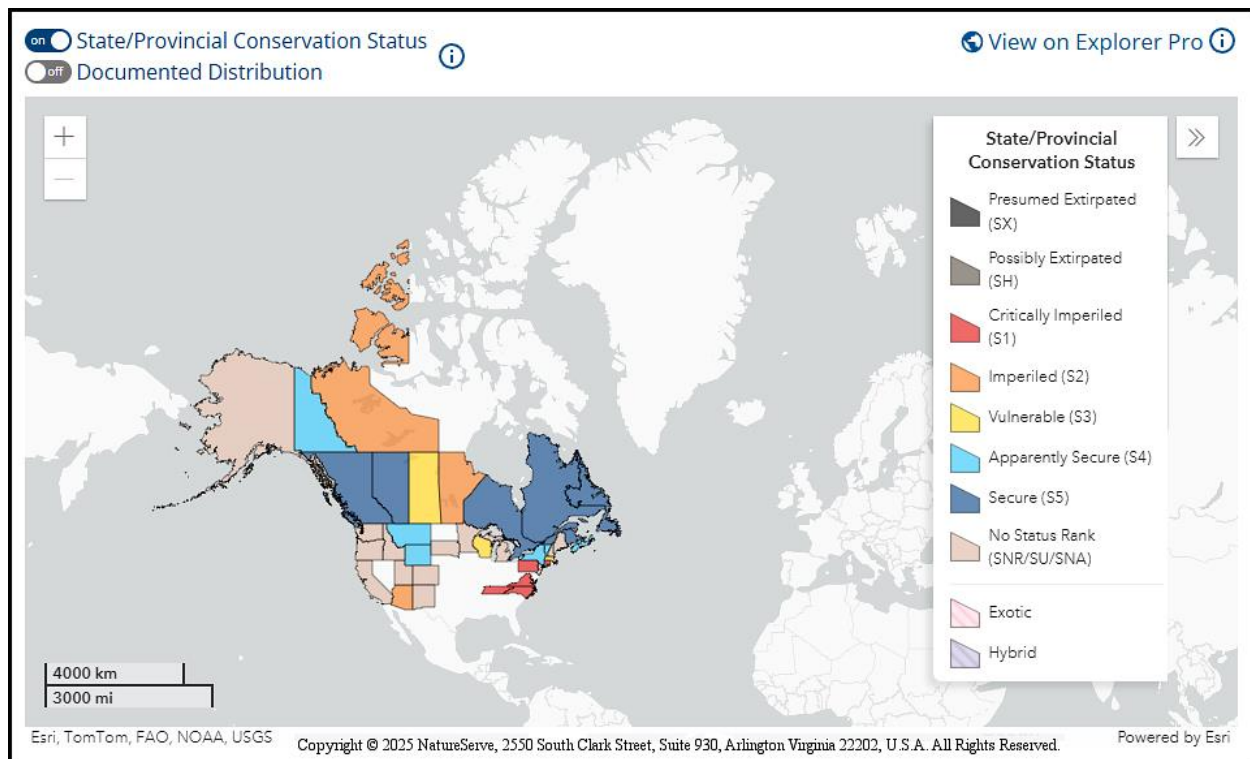 on State/Provincial Conservation Status
off Documented Distribution
View on Explorer Pro
+
−
State/Provincial
Conservation Status
Presumed Extirpated
(SX)
Possibly Extirpated
(SH)
Critically Imperiled
(S1)
Imperiled (S2)
Vulnerable (S3)
Apparently Secure (S4)
Secure (S5)
No Status Rank
(SNR/SU/SNA)
Exotic
Hybrid
4000 km
3000 mi
Esri, TomTom, FAO, NOAA, USGS
Copyright © 2025 NatureServe, 2550 South Clark Street, Suite 930, Arlington Virginia 22202, U.S.A. All Rights Reserved.
Powered by Esri